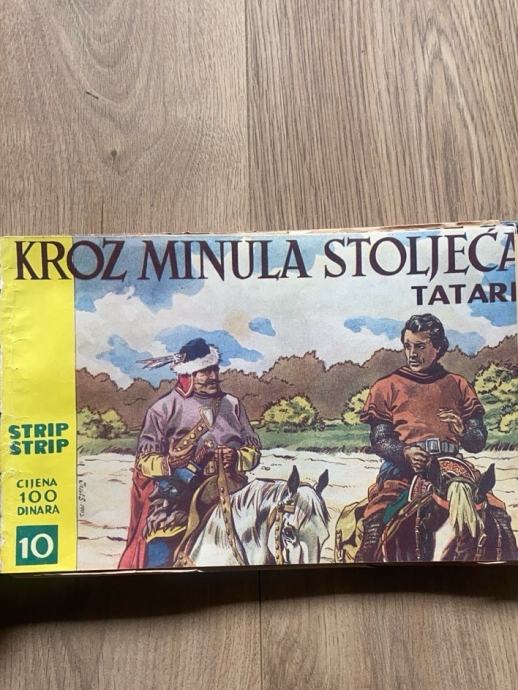 KROZ MINULA STOLJEĆA
TATARI
STRIP
STRIP
CIJENA
100
DINARA
10